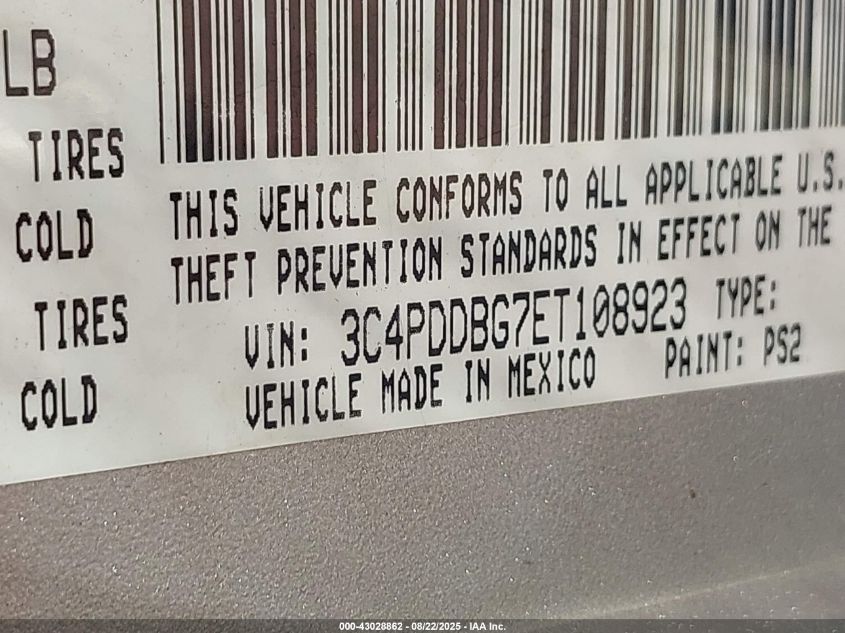 LB
TIRES
COLD
TIRES
COLD
THIS VEHICLE CONFORMS TO ALL APPLICABLE U.S.
THEFT PREVENTION STANDARDS IN EFFECT ON THE
VIN: 3C4PDDBG7ET108923 TYPE:
VEHICLE MADE IN MEXICO PAINT: PS2
000-43028862 - 08/22/2025 - IAA Inc.